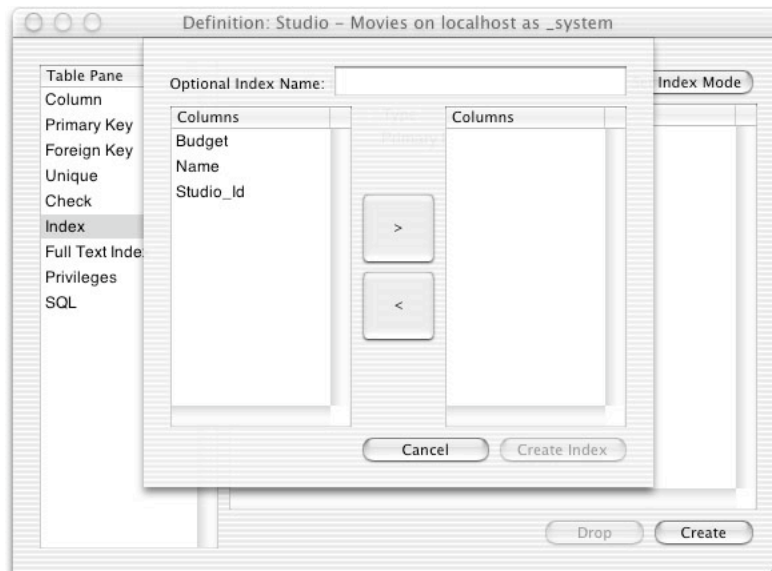 Definition: Studio – Movies on localhost as _system
Table Pane
Column
Primary Key
Foreign Key
Unique
Check
Index
Full Text Inde
Privileges
SQL
Optional Index Name:
Index Mode
Columns
Budget
Name
Studio_Id
>
<
Columns
Cancel
Create Index
Drop
Create